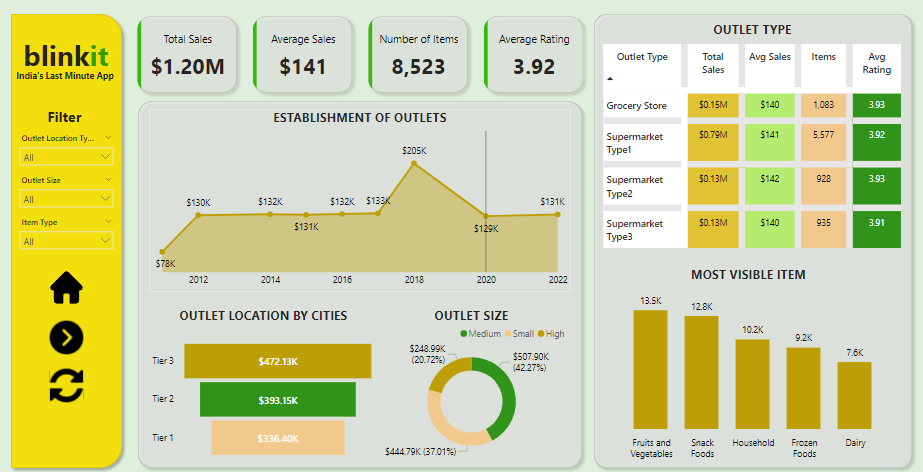 blinkit
India's Last Minute App
Filter
Outlet Location Ty...
All
Outlet Size
All
Item Type
All
Total Sales
$1.20M
Average Sales
$141
Number of Items
8,523
Average Rating
3.92
ESTABLISHMENT OF OUTLETS
$78K
$130K
$132K
$131K
$132K
$133K
$205K
$129K
$131K
2012 2014 2016 2018 2020 2022
OUTLET LOCATION BY CITIES
Tier 3 $472.13K
Tier 2 $393.15K
Tier 1 $336.40K
OUTLET SIZE
Medium Small High
$248.99K
(20.72%)
$507.90K
(42.27%)
$444.79K (37.01%)
OUTLET TYPE
Outlet Type Total Sales Avg Sales Items Avg Rating
Grocery Store $0.15M $140 1,083 3.93
Supermarket Type1 $0.79M $141 5,577 3.92
Supermarket Type2 $0.13M $142 928 3.93
Supermarket Type3 $0.13M $140 935 3.91
MOST VISIBLE ITEM
13.5K
12.8K
10.2K
9.2K
7.6K
Fruits and Vegetables
Snack Foods
Household
Frozen Foods
Dairy